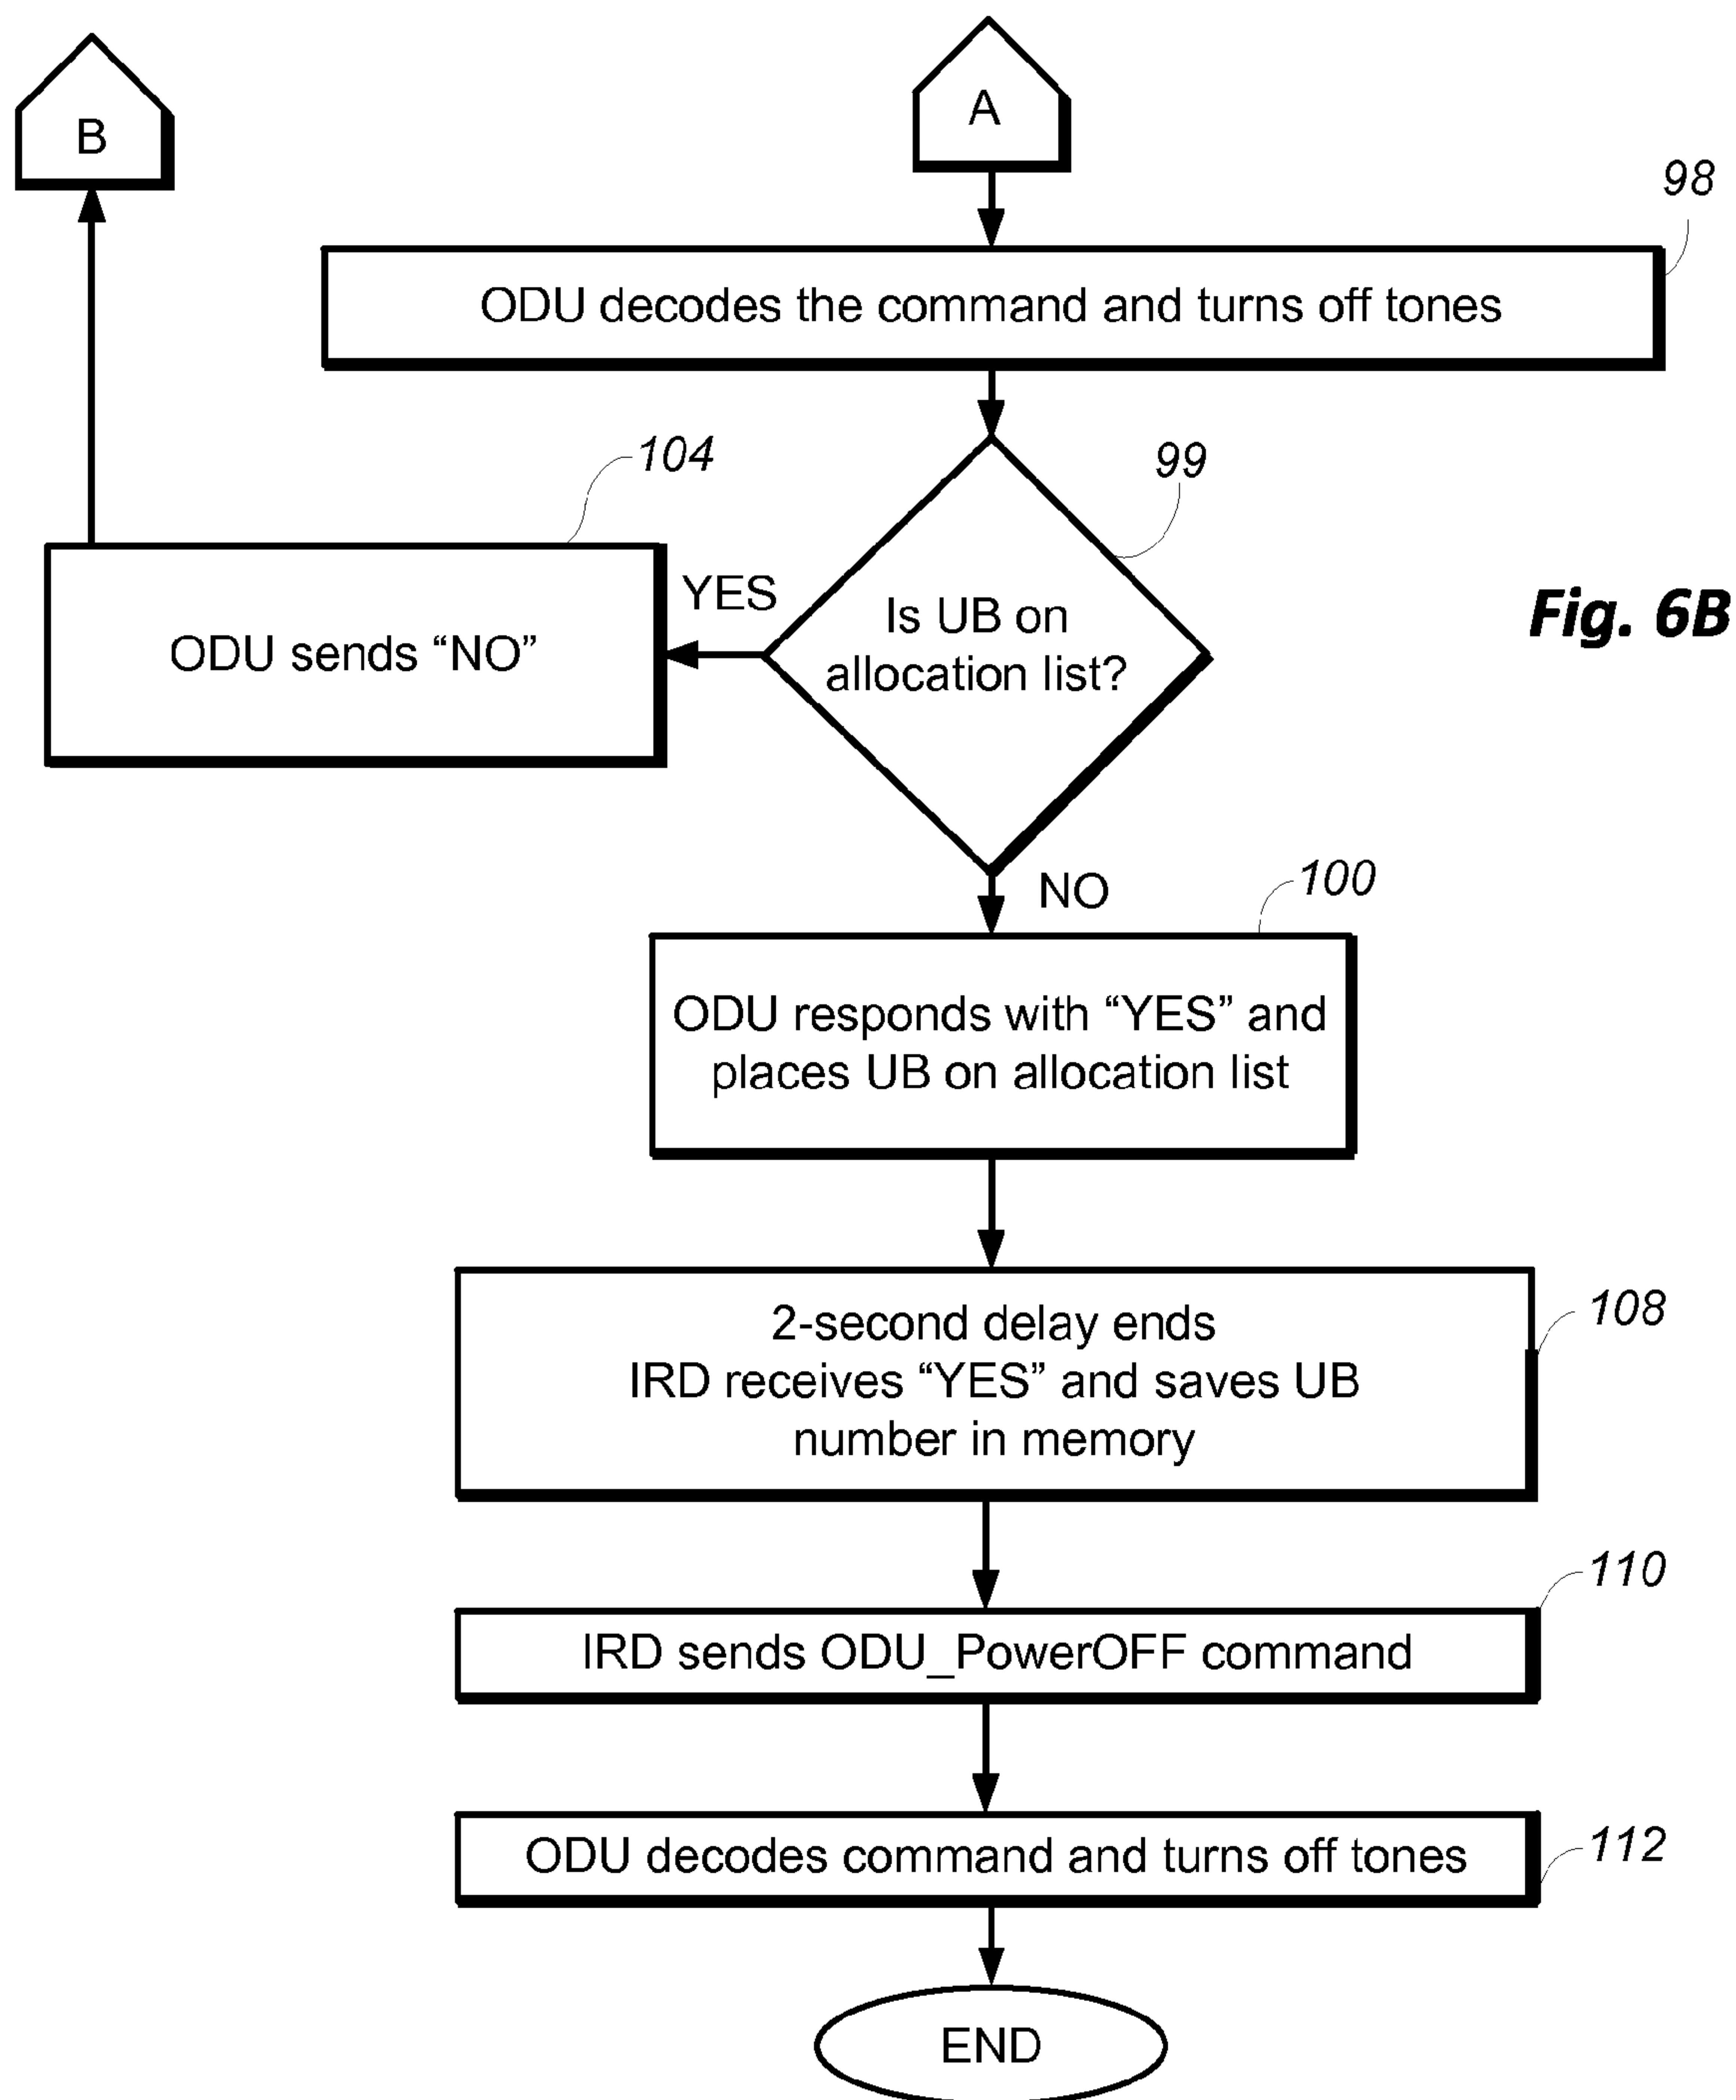 B
A
98
ODU decodes the command and turns off tones
104
99
YES
Is UB on
allocation list?
ODU sends “NO”
Fig. 6B
NO
100
ODU responds with “YES” and
places UB on allocation list
2-second delay ends
IRD receives “YES” and saves UB
number in memory
108
110
IRD sends ODU_PowerOFF command
ODU decodes command and turns off tones
112
END